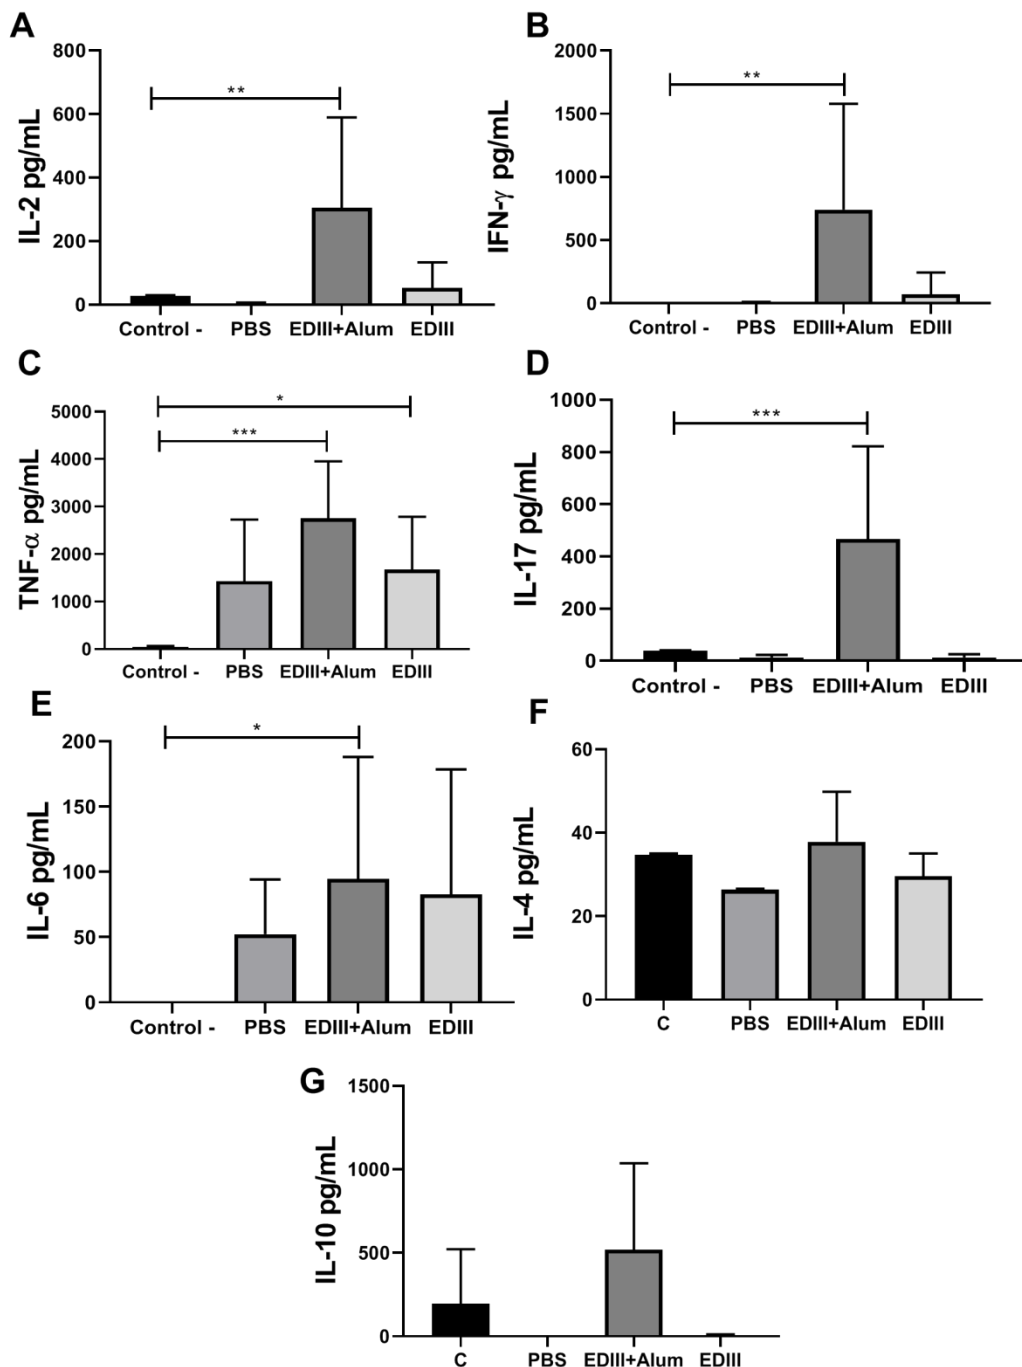 A
IL-2 pg/mL
800
600
400
200
0
**
Control - PBS EDIII+Alum EDIII
B
IFN-γ pg/mL
2000
1500
1000
500
0
**
Control - PBS EDIII+Alum EDIII
C
TNF-α pg/mL
5000
4000
3000
2000
1000
0
*
***
Control - PBS EDIII+Alum EDIII
D
IL-17 pg/mL
1000
800
600
400
200
0
***
Control - PBS EDIII+Alum EDIII
E
IL-6 pg/mL
200
150
100
50
0
*
Control - PBS EDIII+Alum EDIII
F
IL-4 pg/mL
60
40
20
0
C PBS EDIII+Alum EDIII
G
IL-10 pg/mL
1500
1000
500
0
C PBS EDIII+Alum EDIII